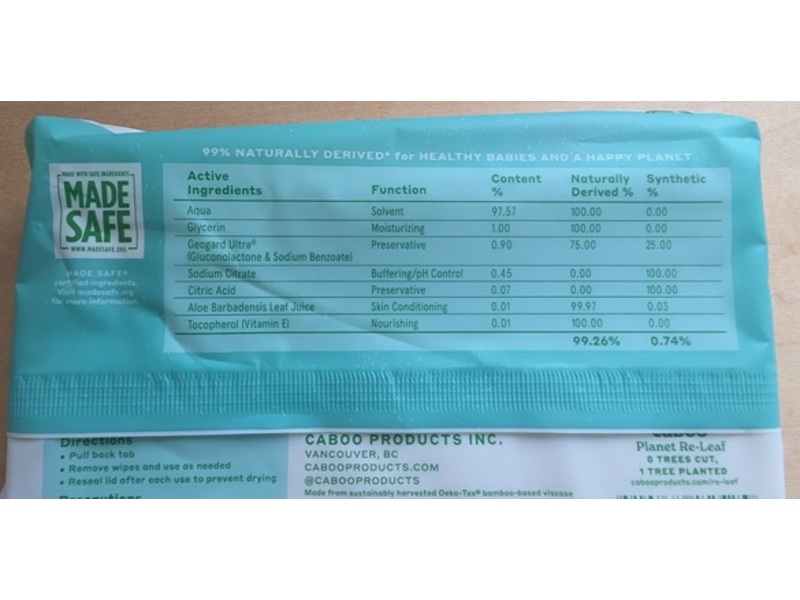 99% NATURALLY DERIVED* for HEALTHY BABIES AND A HAPPY PLANET
MADE WITH SAFE INGREDIENTS
MADE
SAFE
WWW.MADESAFE.ORG
MADE SAFE®
certified ingredients.
Visit madesafe.org
for more information.
Active Ingredients Function Content % Naturally Derived % Synthetic %
Aqua Solvent 97.57 100.00 0.00
Glycerin Moisturizing 1.00 100.00 0.00
Geogard Ultra® Preservative 0.90 75.00 25.00
(Gluconolactone & Sodium Benzoate)
Sodium Citrate Buffering/pH Control 0.45 0.00 100.00
Citric Acid Preservative 0.07 0.00 100.00
Aloe Barbadensis Leaf Juice Skin Conditioning 0.01 99.97 0.03
Tocopherol (Vitamin E) Nourishing 0.01 100.00 0.00
99.26% 0.74%
Directions
• Pull back tab
• Remove wipes and use as needed
• Reseal lid after each use to prevent drying
Precautions
CABOO PRODUCTS INC.
VANCOUVER, BC
CABOOPRODUCTS.COM
@CABOOPRODUCTS
Made from sustainably harvested Oeko-Tex® bamboo-based viscose
caboo
Planet Re-Leaf
0 TREES CUT,
1 TREE PLANTED
cabooproducts.com/re-leaf